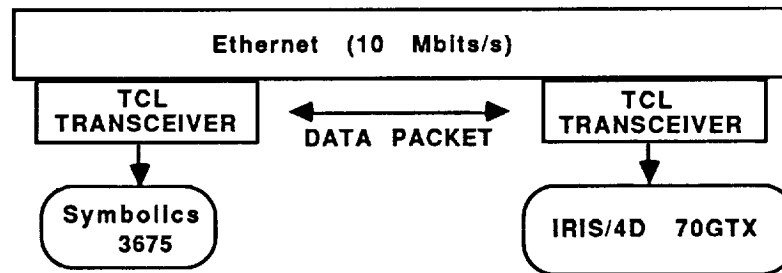 Ethernet (10 Mbits/s)
TCL
TRANSCEIVER
DATA PACKET
TCL
TRANSCEIVER
Symbolics
3675
IRIS/4D 70GTX